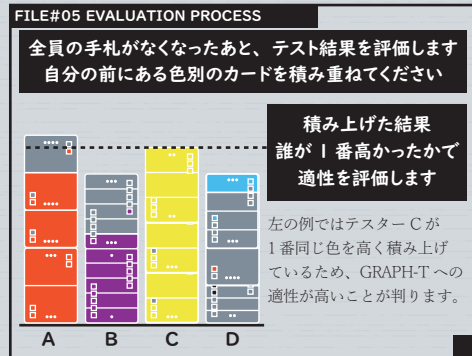 FILE#05 EVALUATION PROCESS
全員の手札がなくなったあと、テスト結果を評価します
自分の前にある色別のカードを積み重ねてください
積み上げた結果
誰が1番高かったかで
適性を評価します
左の例ではテスターCが
1番同じ色を高く積み上げ
ているため、GRAPH-Tへの
適性が高いことが判ります。
A B C D